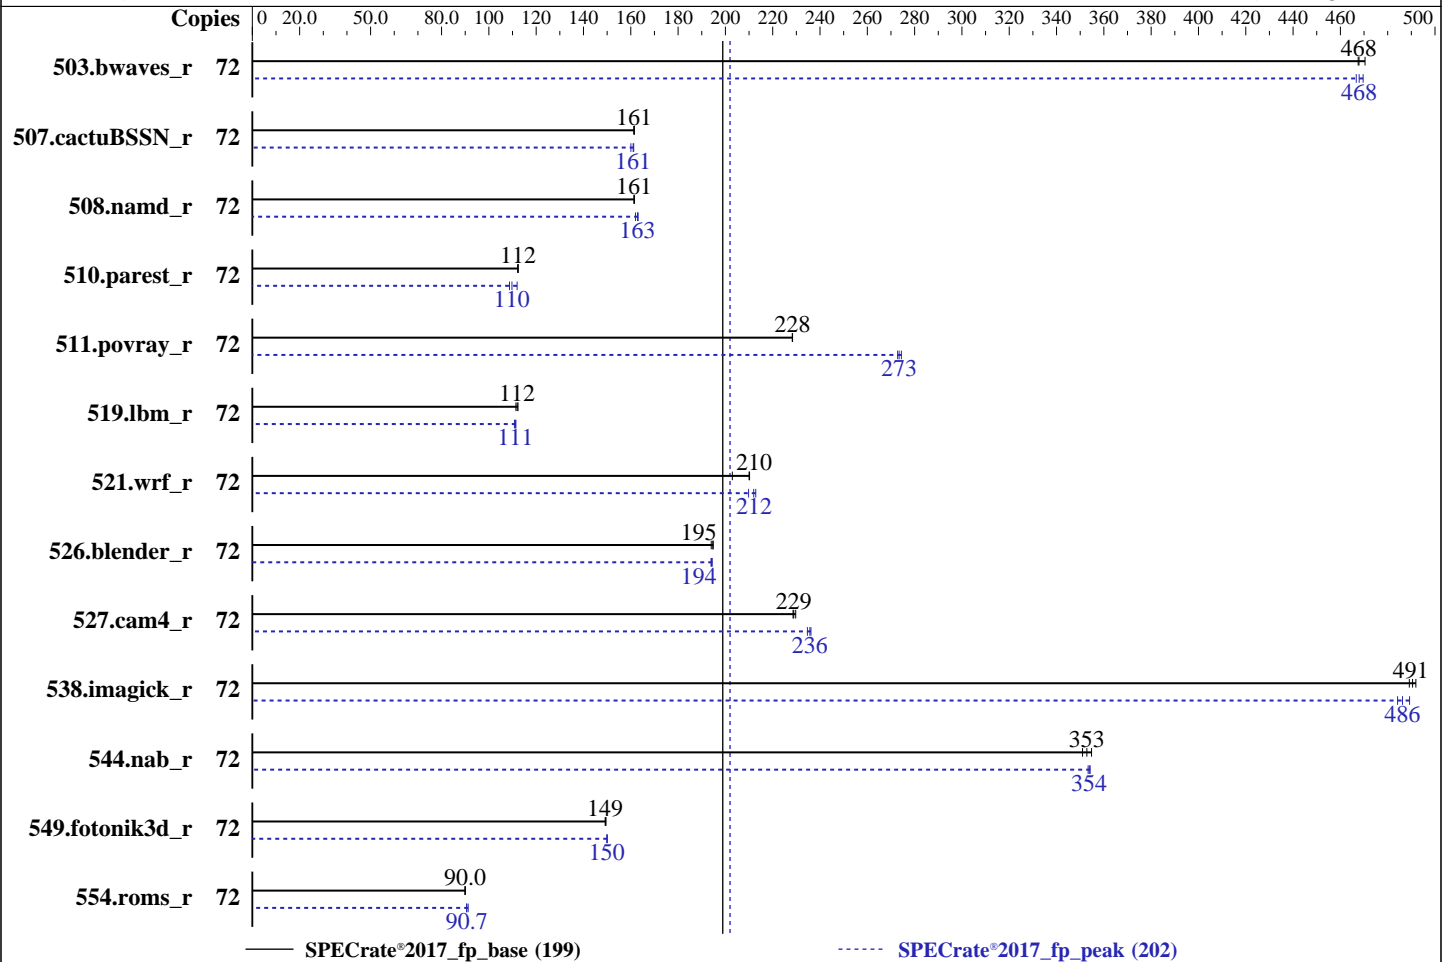 Copies 0 20.0 50.0 80.0 100 120 140 160 180 200 220 240 260 280 300 320 340 360 380 400 420 440 460 500
468
503.bwaves_r 72
468
161
507.cactuBSSN_r 72
161
161
508.namd_r 72
163
112
510.parest_r 72
110
228
511.povray_r 72
273
112
519.lbm_r 72
111
210
521.wrf_r 72
212
195
526.blender_r 72
194
229
527.cam4_r 72
236
491
538.imagick_r 72
486
353
544.nab_r 72
354
149
549.fotonik3d_r 72
150
90.0
554.roms_r 72
90.7
SPECrate®2017_fp_base (199) SPECrate®2017_fp_peak (202)